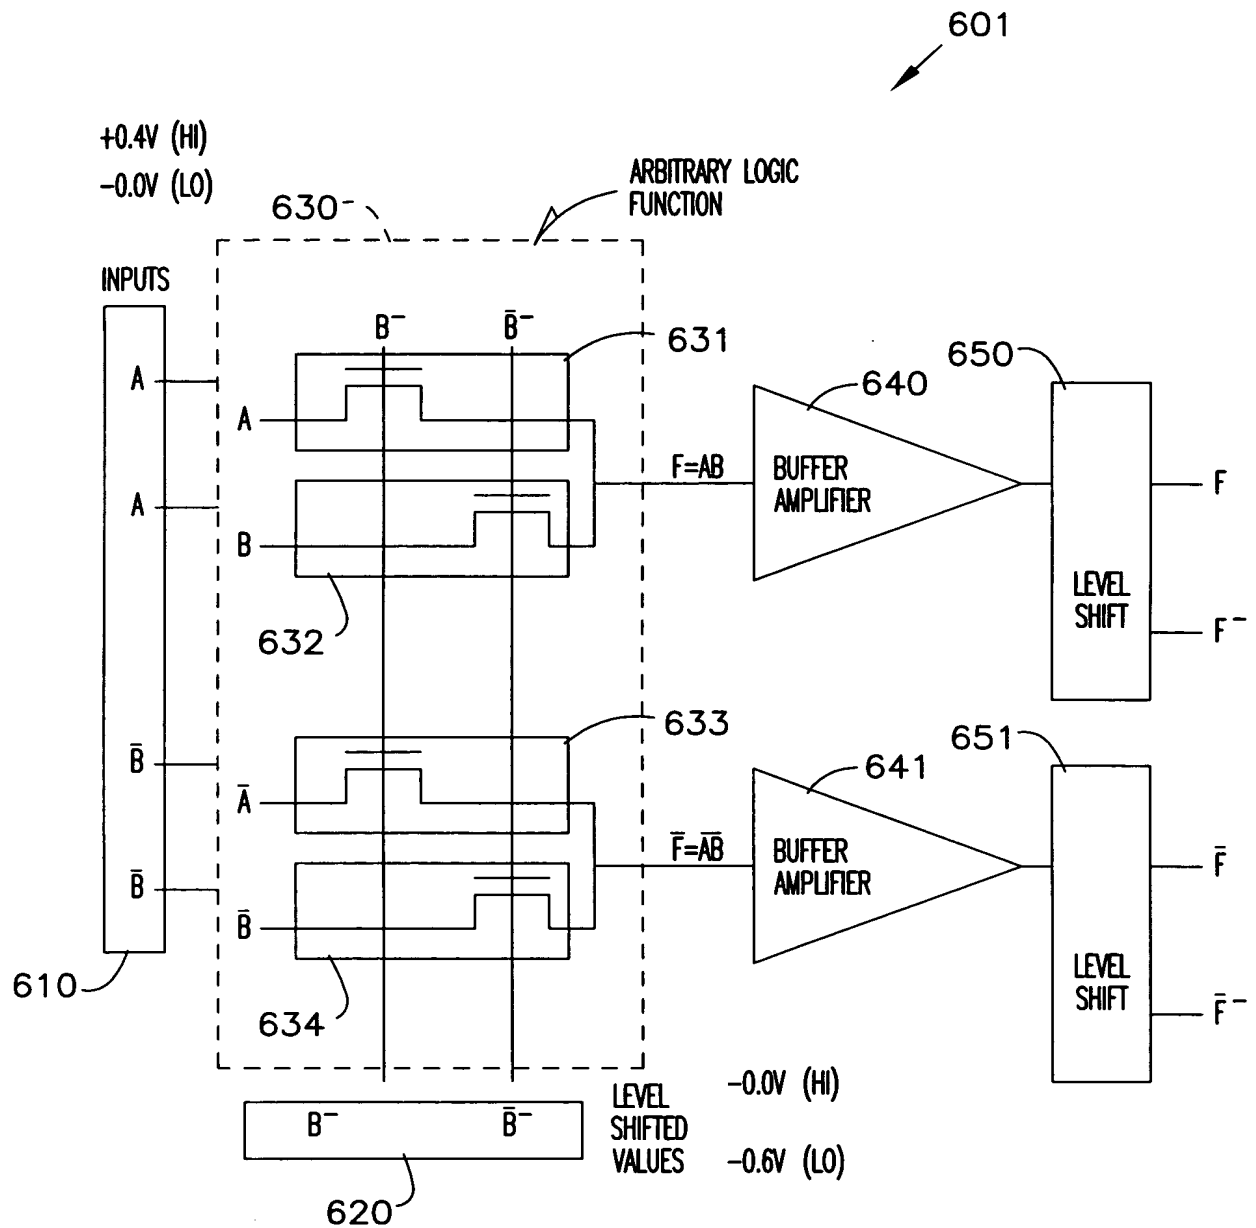 601
+0.4V (HI)
-0.0V (LO)
630
ARBITRARY LOGIC
FUNCTION
INPUTS
B⁻ B̅⁻
631
A
A
640
650
F=AB
BUFFER
AMPLIFIER
F
A
B
632
LEVEL
SHIFT
F⁻
633
651
B̅
A̅
641
F̅=A̅B̅
BUFFER
AMPLIFIER
F̅
B̅
B̅
610
634
LEVEL
SHIFT
F̅⁻
B⁻ B̅⁻
LEVEL
SHIFTED
VALUES
-0.0V (HI)
-0.6V (LO)
620